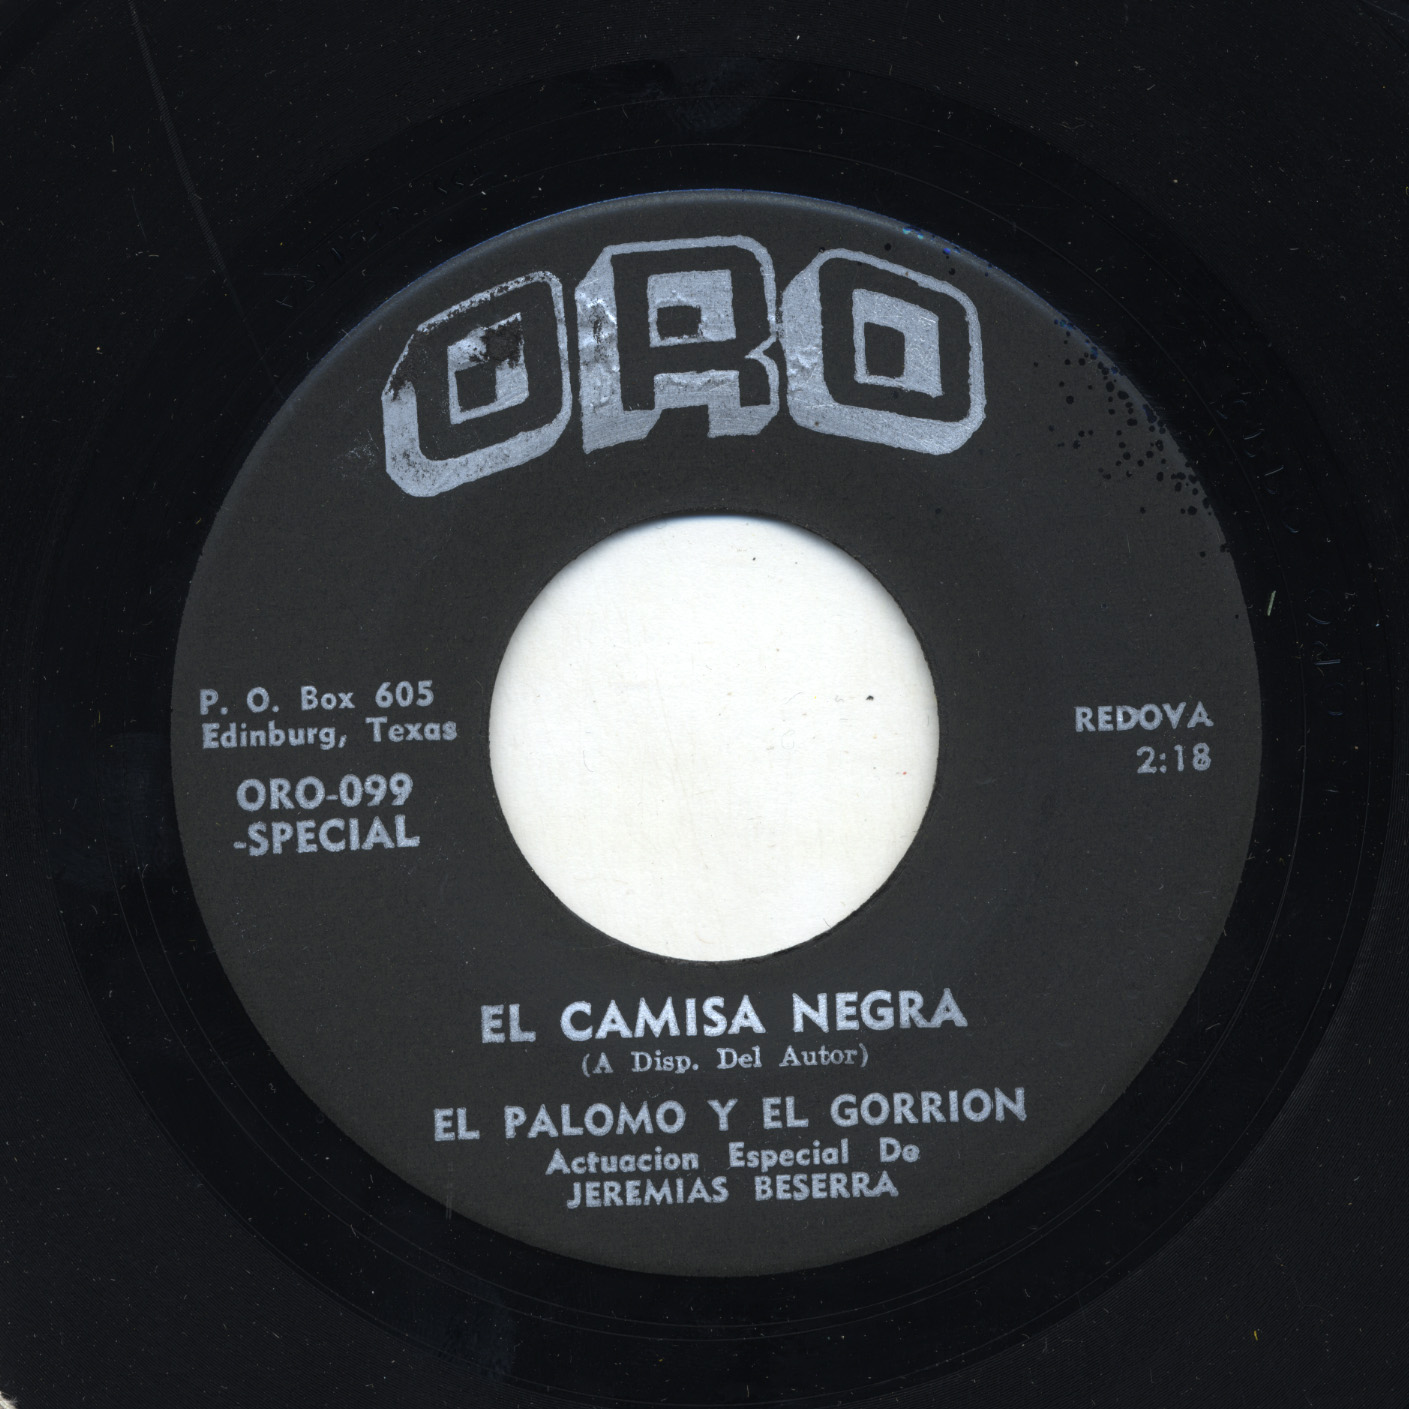 ORO
P. O. Box 605
Edinburg, Texas
ORO-099
-SPECIAL
REDOVA
2:18
EL CAMISA NEGRA
(A Disp. Del Autor)
EL PALOMO Y EL GORRION
Actuacion Especial De
JEREMIAS BESERRA